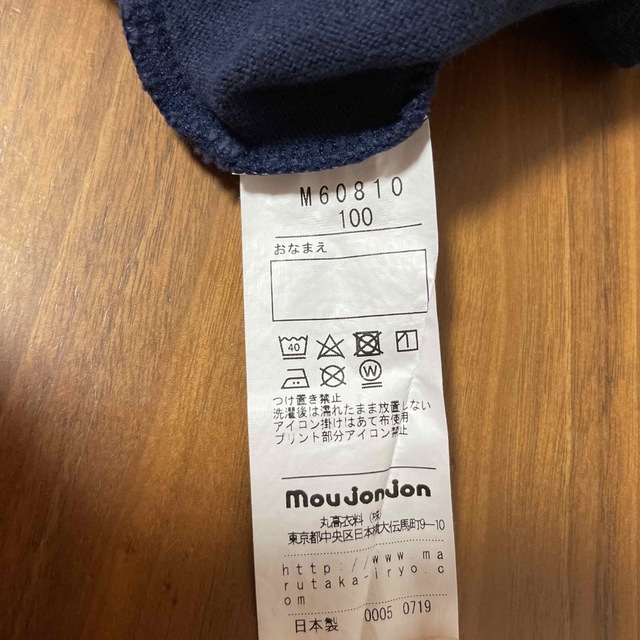 M60810
100
おなまえ
40
W
つけ置き禁止
洗濯後は濡れたまま放置しない
アイロン掛けはあて布使用
プリント部分アイロン禁止
moujonjon
丸高衣料 ㈱
東京都中央区日本橋大伝馬町9-10
http://www.ma
rutaka-iryo.c
om
日本製 0005 0719